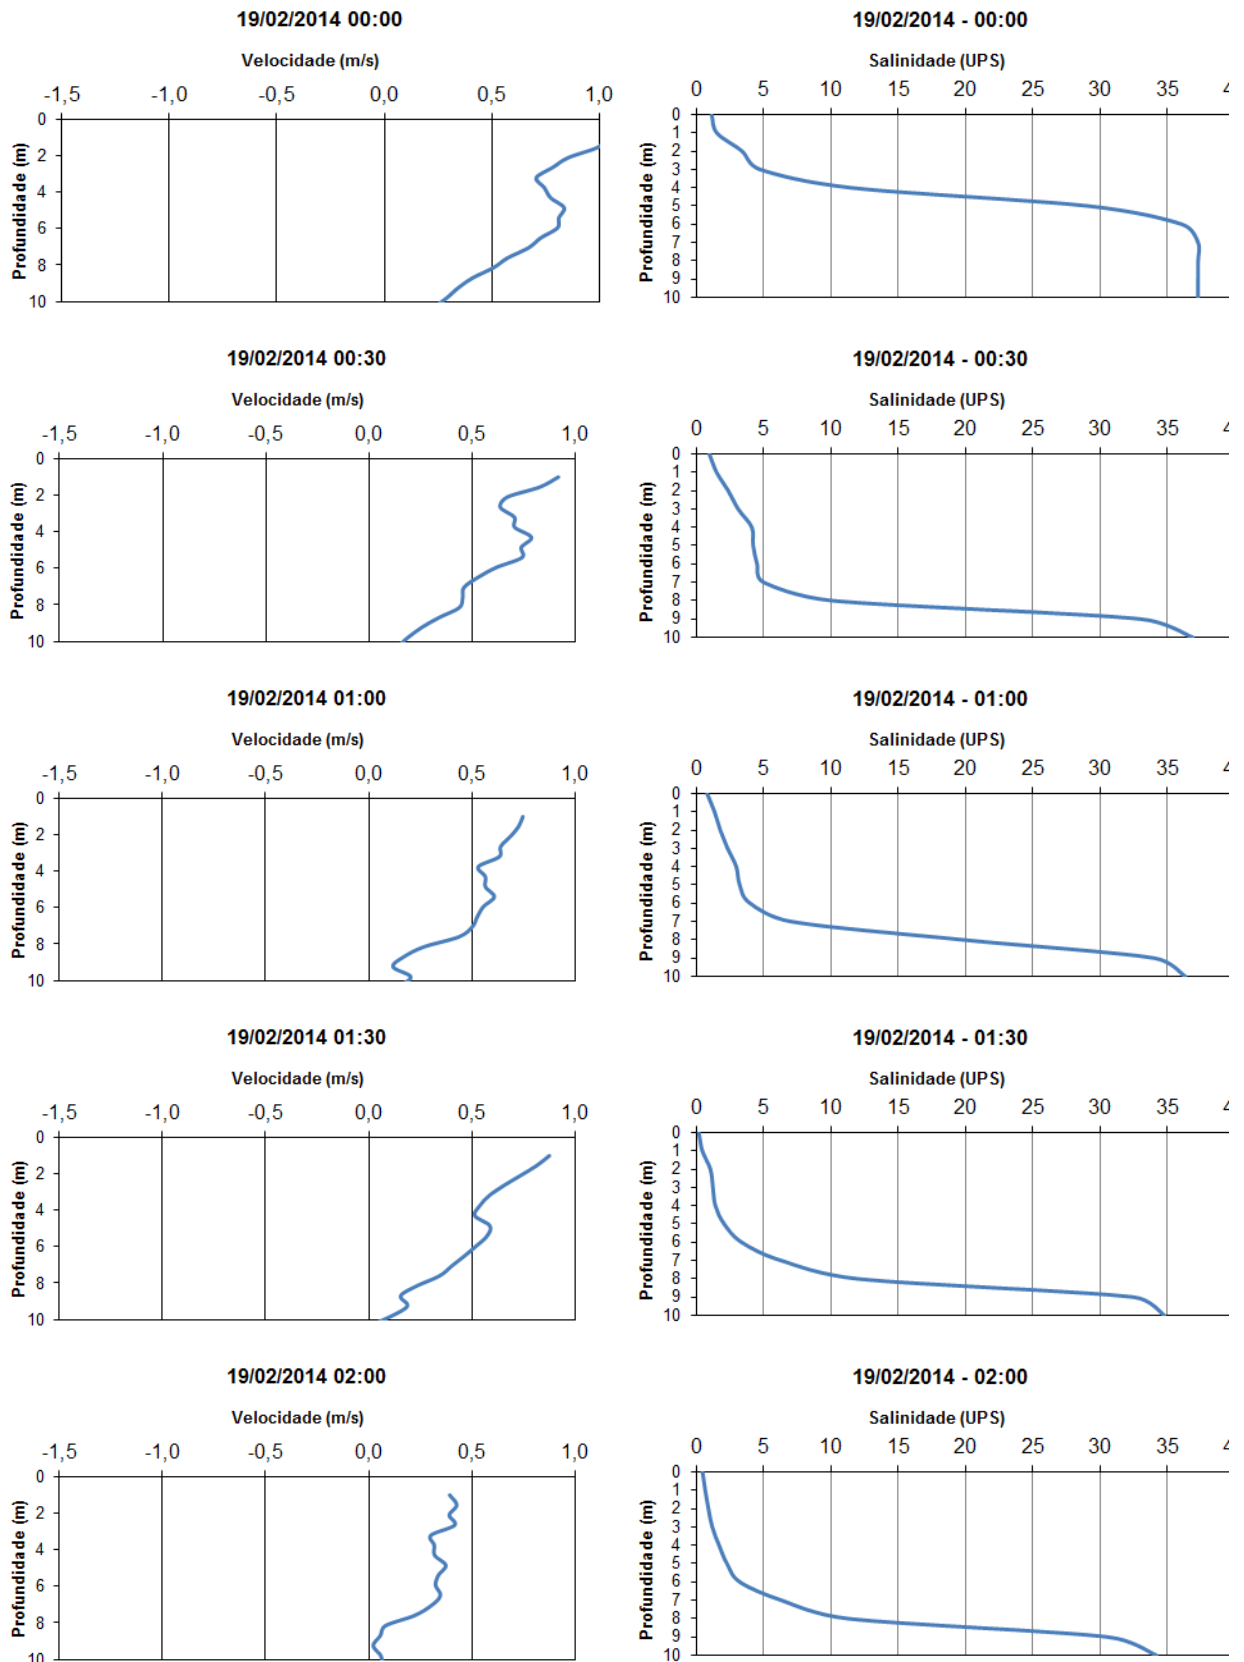 19/02/2014 00:00
Velocidade (m/s)
-1,5 -1,0 -0,5 0,0 0,5 1,0
Profundidade (m)
0
2
4
6
8
10
19/02/2014 - 00:00
Salinidade (UPS)
0 5 10 15 20 25 30 35 4
Profundidade (m)
0
1
2
3
4
5
6
7
8
9
10
19/02/2014 00:30
Velocidade (m/s)
-1,5 -1,0 -0,5 0,0 0,5 1,0
Profundidade (m)
0
2
4
6
8
10
19/02/2014 - 00:30
Salinidade (UPS)
0 5 10 15 20 25 30 35 4
Profundidade (m)
0
1
2
3
4
5
6
7
8
9
10
19/02/2014 01:00
Velocidade (m/s)
-1,5 -1,0 -0,5 0,0 0,5 1,0
Profundidade (m)
0
2
4
6
8
10
19/02/2014 - 01:00
Salinidade (UPS)
0 5 10 15 20 25 30 35 4
Profundidade (m)
0
1
2
3
4
5
6
7
8
9
10
19/02/2014 01:30
Velocidade (m/s)
-1,5 -1,0 -0,5 0,0 0,5 1,0
Profundidade (m)
0
2
4
6
8
10
19/02/2014 - 01:30
Salinidade (UPS)
0 5 10 15 20 25 30 35 4
Profundidade (m)
0
1
2
3
4
5
6
7
8
9
10
19/02/2014 02:00
Velocidade (m/s)
-1,5 -1,0 -0,5 0,0 0,5 1,0
Profundidade (m)
0
2
4
6
8
10
19/02/2014 - 02:00
Salinidade (UPS)
0 5 10 15 20 25 30 35 4
Profundidade (m)
0
1
2
3
4
5
6
7
8
9
10